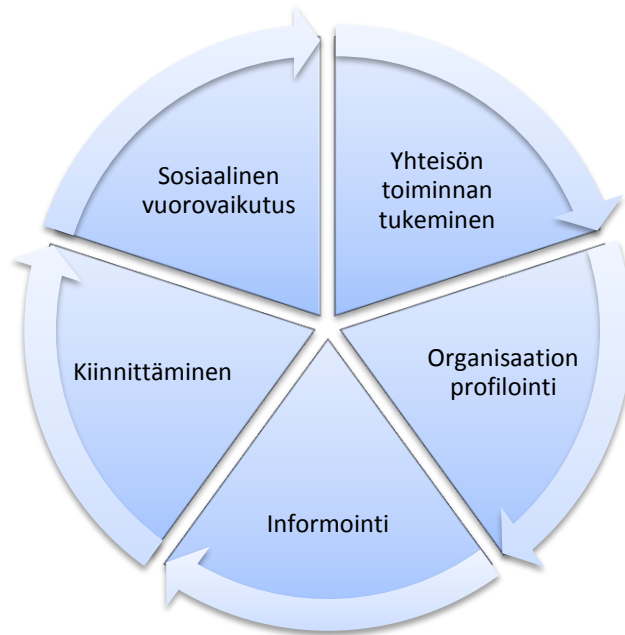 Yhteisön
toiminnan
tukeminen
Organisaation
profilointi
Informointi
Kiinnittäminen
Sosiaalinen
vuorovaikutus